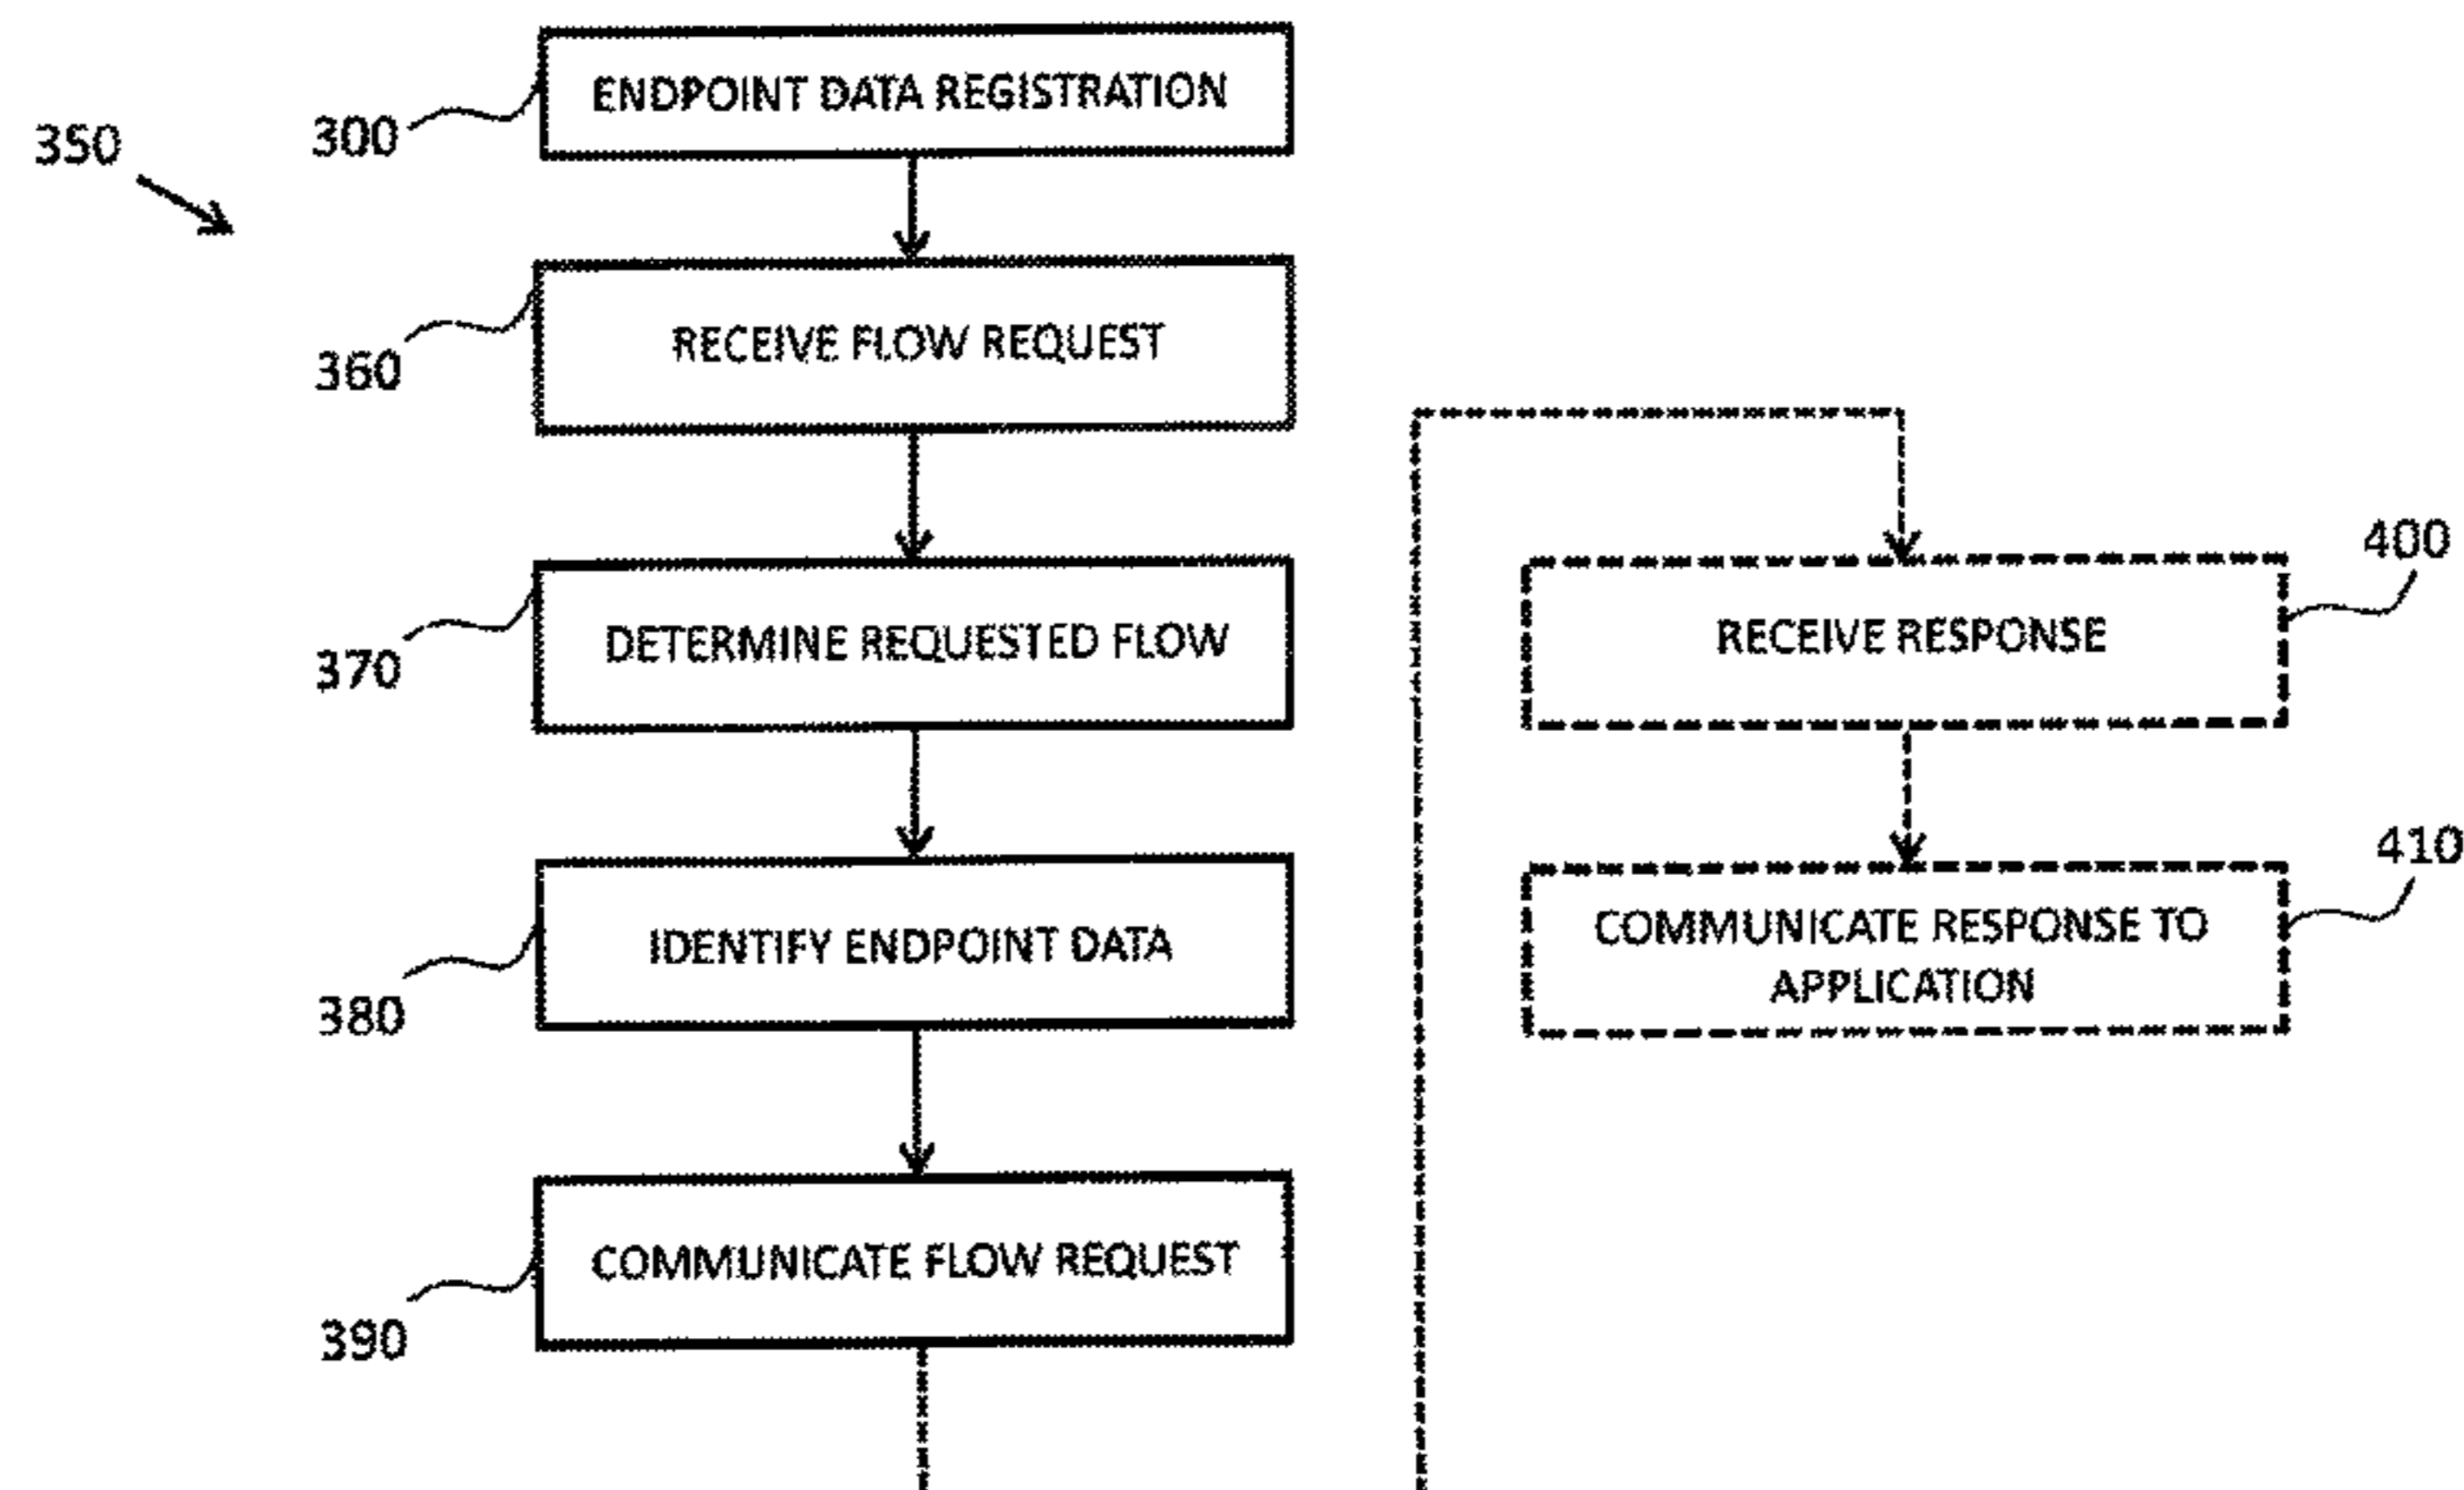 350
300
ENDPOINT DATA REGISTRATION
360
RECEIVE FLOW REQUEST
370
DETERMINE REQUESTED FLOW
380
IDENTIFY ENDPOINT DATA
390
COMMUNICATE FLOW REQUEST
400
RECEIVE RESPONSE
410
COMMUNICATE RESPONSE TO
APPLICATION